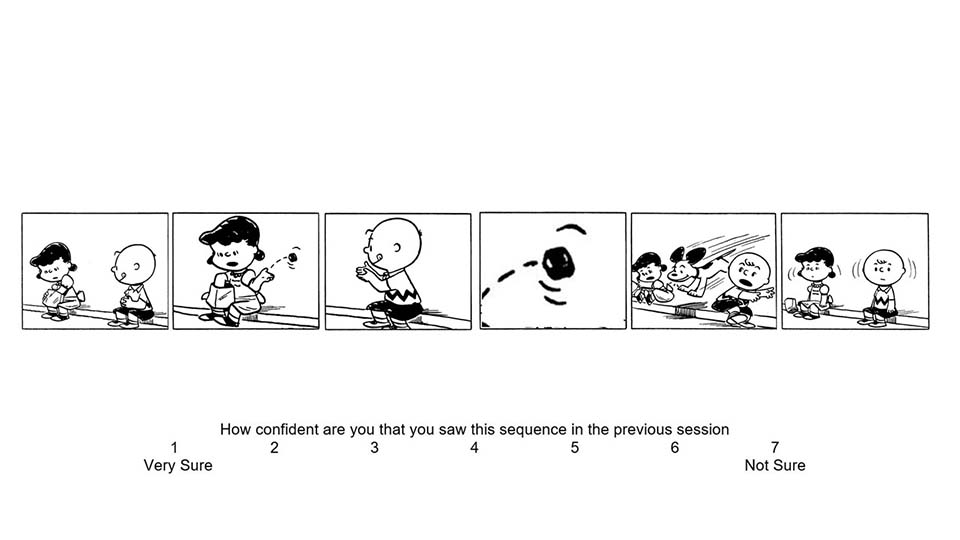 How confident are you that you saw this sequence in the previous session
1 2 3 4 5 6 7
Very Sure Not Sure